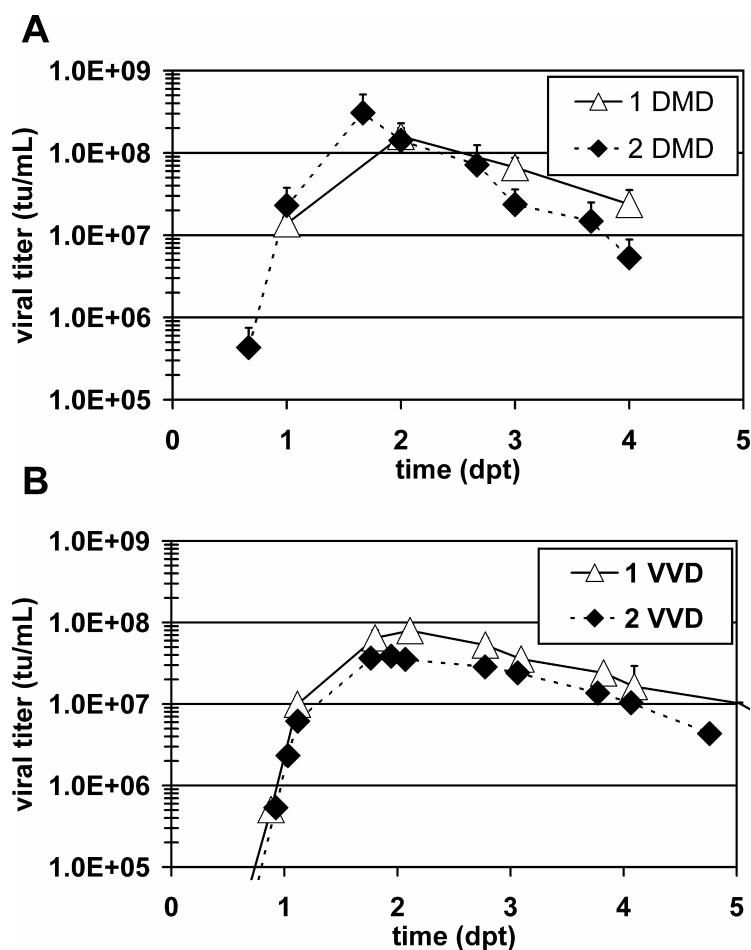 A
1.0E+09
1.0E+08
1.0E+07
1.0E+06
1.0E+05
viral titer (tu/mL)
1 DMD
2 DMD
0 1 2 3 4 5
time (dpt)
B
1.0E+09
1.0E+08
1.0E+07
1.0E+06
1.0E+05
viral titer (tu/mL)
1 VVD
2 VVD
0 1 2 3 4 5
time (dpt)